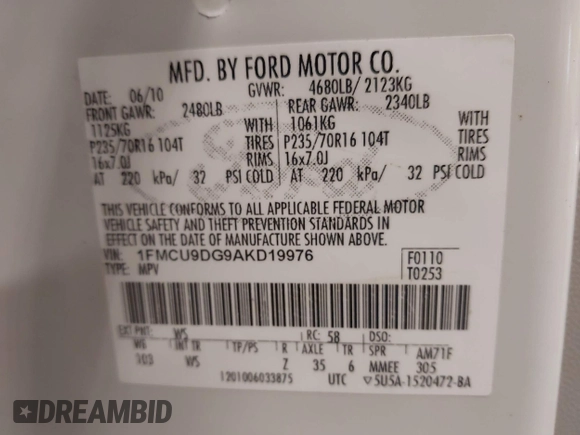 MFD. BY FORD MOTOR CO.
DATE: 06/10 GVWR: 4680LB/ 2123KG
FRONT GAWR: 2480LB REAR GAWR: 2340LB
1125KG WITH 1061KG WITH
P235/70R16 104T TIRES P235/70R16 104T TIRES
16x7.0J RIMS 16x7.0J RIMS
AT 220 kPa/ 32 PSI COLD AT 220 kPa/ 32 PSI COLD
THIS VEHICLE CONFORMS TO ALL APPLICABLE FEDERAL MOTOR
VEHICLE SAFETY AND THEFT PREVENTION STANDARDS IN
EFFECT ON THE DATE OF MANUFACTURE SHOWN ABOVE.
VIN: 1FMCU9DG9AKD19976 F0110
TYPE: MPV T0253
EXT PNT: WS RC: 58 DSO:
WB INT TR TP/PS R AXLE TR SPR AM71F
103 WS Z 35 6 MMEE 305
1201006033875 UTC ▽5U5A-1520472-BA
DREAMBID